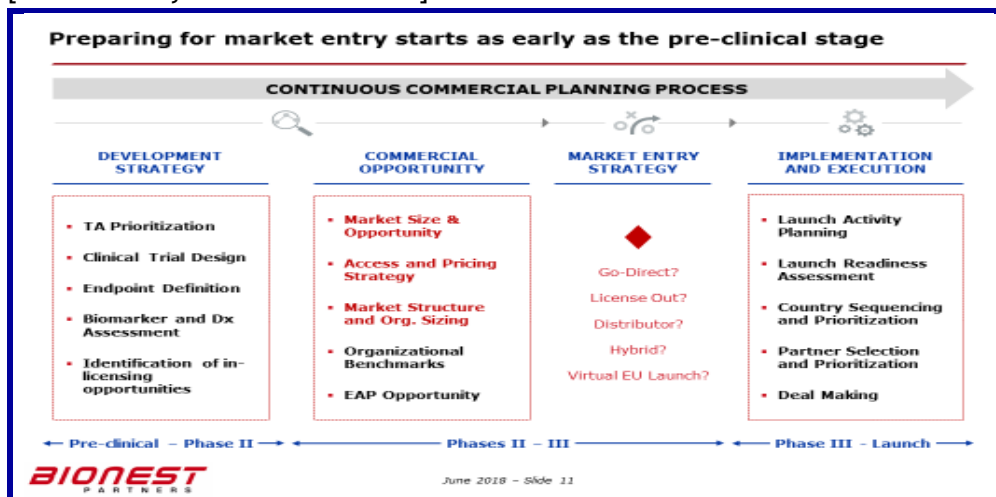 Preparing for market entry starts as early as the pre-clinical stage
CONTINUOUS COMMERCIAL PLANNING PROCESS
DEVELOPMENT
STRATEGY
TA Prioritization
Clinical Trial Design
Endpoint Definition
Biomarker and Dx
Assessment
Identification of in-
licensing
opportunities
COMMERCIAL
OPPORTUNITY
Market Size &
Opportunity
Access and Pricing
Strategy
Market Structure
and Org. Sizing
Organizational
Benchmarks
EAP Opportunity
MARKET ENTRY
STRATEGY
Go-Direct?
License Out?
Distributor?
Hybrid?
Virtual EU Launch?
IMPLEMENTATION
AND EXECUTION
Launch Activity
Planning
Launch Readiness
Assessment
Country Sequencing
and Prioritization
Partner Selection
and Prioritization
Deal Making
Pre-clinical – Phase II
Phases II – III
Phase III - Launch
BIONEST
PARTNERS
June 2018 – Slide 11